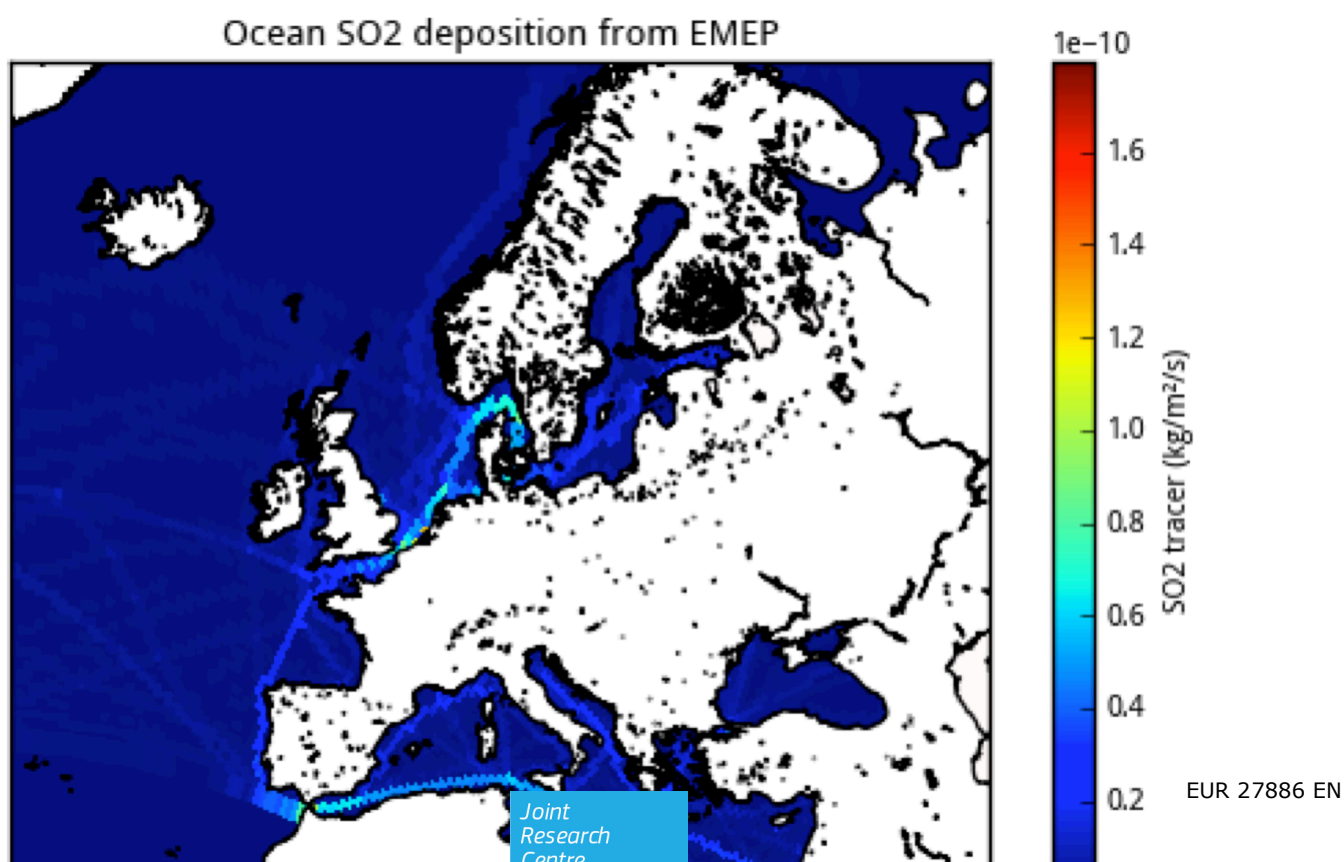 Ocean SO2 deposition from EMEP
1e−10
1.6
1.4
1.2
1.0
0.8
0.6
0.4
0.2
SO2 tracer (kg/m²/s)
EUR 27886 EN
Joint
Research
Centre